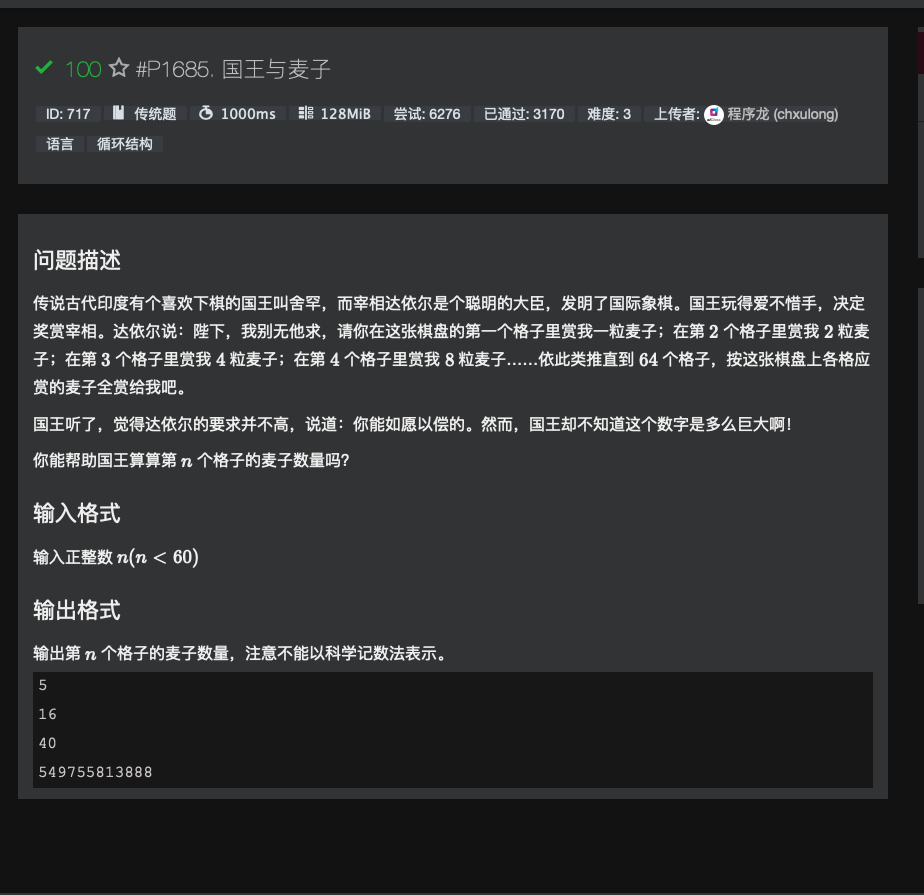 100 #P1685. 国王与麦子
ID: 717 传统题 1000ms 128MiB 尝试: 6276 已通过: 3170 难度: 3 上传者: 程序龙 (chxulong)
语言 循环结构
问题描述
传说古代印度有个喜欢下棋的国王叫舍罕，而宰相达依尔是个聪明的大臣，发明了国际象棋。国王玩得爱不惜手，决定
奖赏宰相。达依尔说：陛下，我别无他求，请你在这张棋盘的第一个格子里赏我一粒麦子；在第 2 个格子里赏我 2 粒麦
子；在第 3 个格子里赏我 4 粒麦子；在第 4 个格子里赏我 8 粒麦子……依此类推直到 64 个格子，按这张棋盘上各格应
赏的麦子全赏给我吧。
国王听了，觉得达依尔的要求并不高，说道：你能如愿以偿的。然而，国王却不知道这个数字是多么巨大啊！
你能帮助国王算算第 n 个格子的麦子数量吗？
输入格式
输入正整数 n(n < 60)
输出格式
输出第 n 个格子的麦子数量，注意不能以科学记数法表示。
5
16
40
549755813888